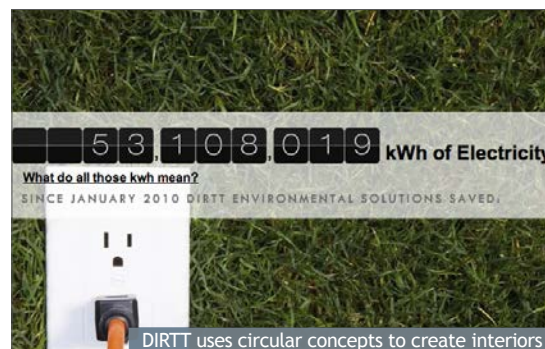 53,108,019 kWh of Electricity
What do all those kwh mean?
SINCE JANUARY 2010 DIRTT ENVIRONMENTAL SOLUTIONS SAVED:
DIRTT uses circular concepts to create interiors